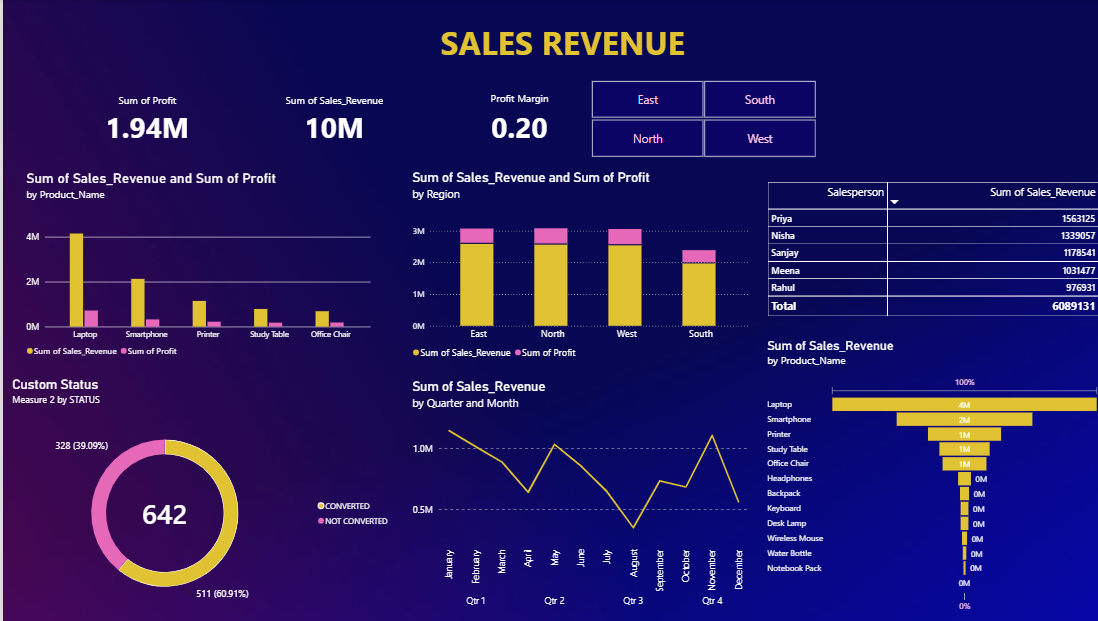 SALES REVENUE
Sum of Profit
1.94M
Sum of Sales_Revenue
10M
Profit Margin
0.20
East
South
North
West
Sum of Sales_Revenue and Sum of Profit
by Product_Name
4M
2M
0M
Laptop
Smartphone
Printer
Study Table
Office Chair
Sum of Sales_Revenue
Sum of Profit
Sum of Sales_Revenue and Sum of Profit
by Region
3M
2M
1M
0M
East
North
West
South
Sum of Sales_Revenue
Sum of Profit
Salesperson Sum of Sales_Revenue
Priya 1563125
Nisha 1339057
Sanjay 1178541
Meena 1031477
Rahul 976931
Total 6089131
Custom Status
Measure 2 by STATUS
328 (39.09%)
642
511 (60.91%)
CONVERTED
NOT CONVERTED
Sum of Sales_Revenue
by Quarter and Month
1.0M
0.5M
January
February
March
April
May
June
July
August
September
October
November
December
Qtr 1
Qtr 2
Qtr 3
Qtr 4
Sum of Sales_Revenue
by Product_Name
100%
Laptop 4M
Smartphone 2M
Printer 1M
Study Table 1M
Office Chair 1M
Headphones 0M
Backpack 0M
Keyboard 0M
Desk Lamp 0M
Wireless Mouse 0M
Water Bottle 0M
Notebook Pack 0M
0M
0%